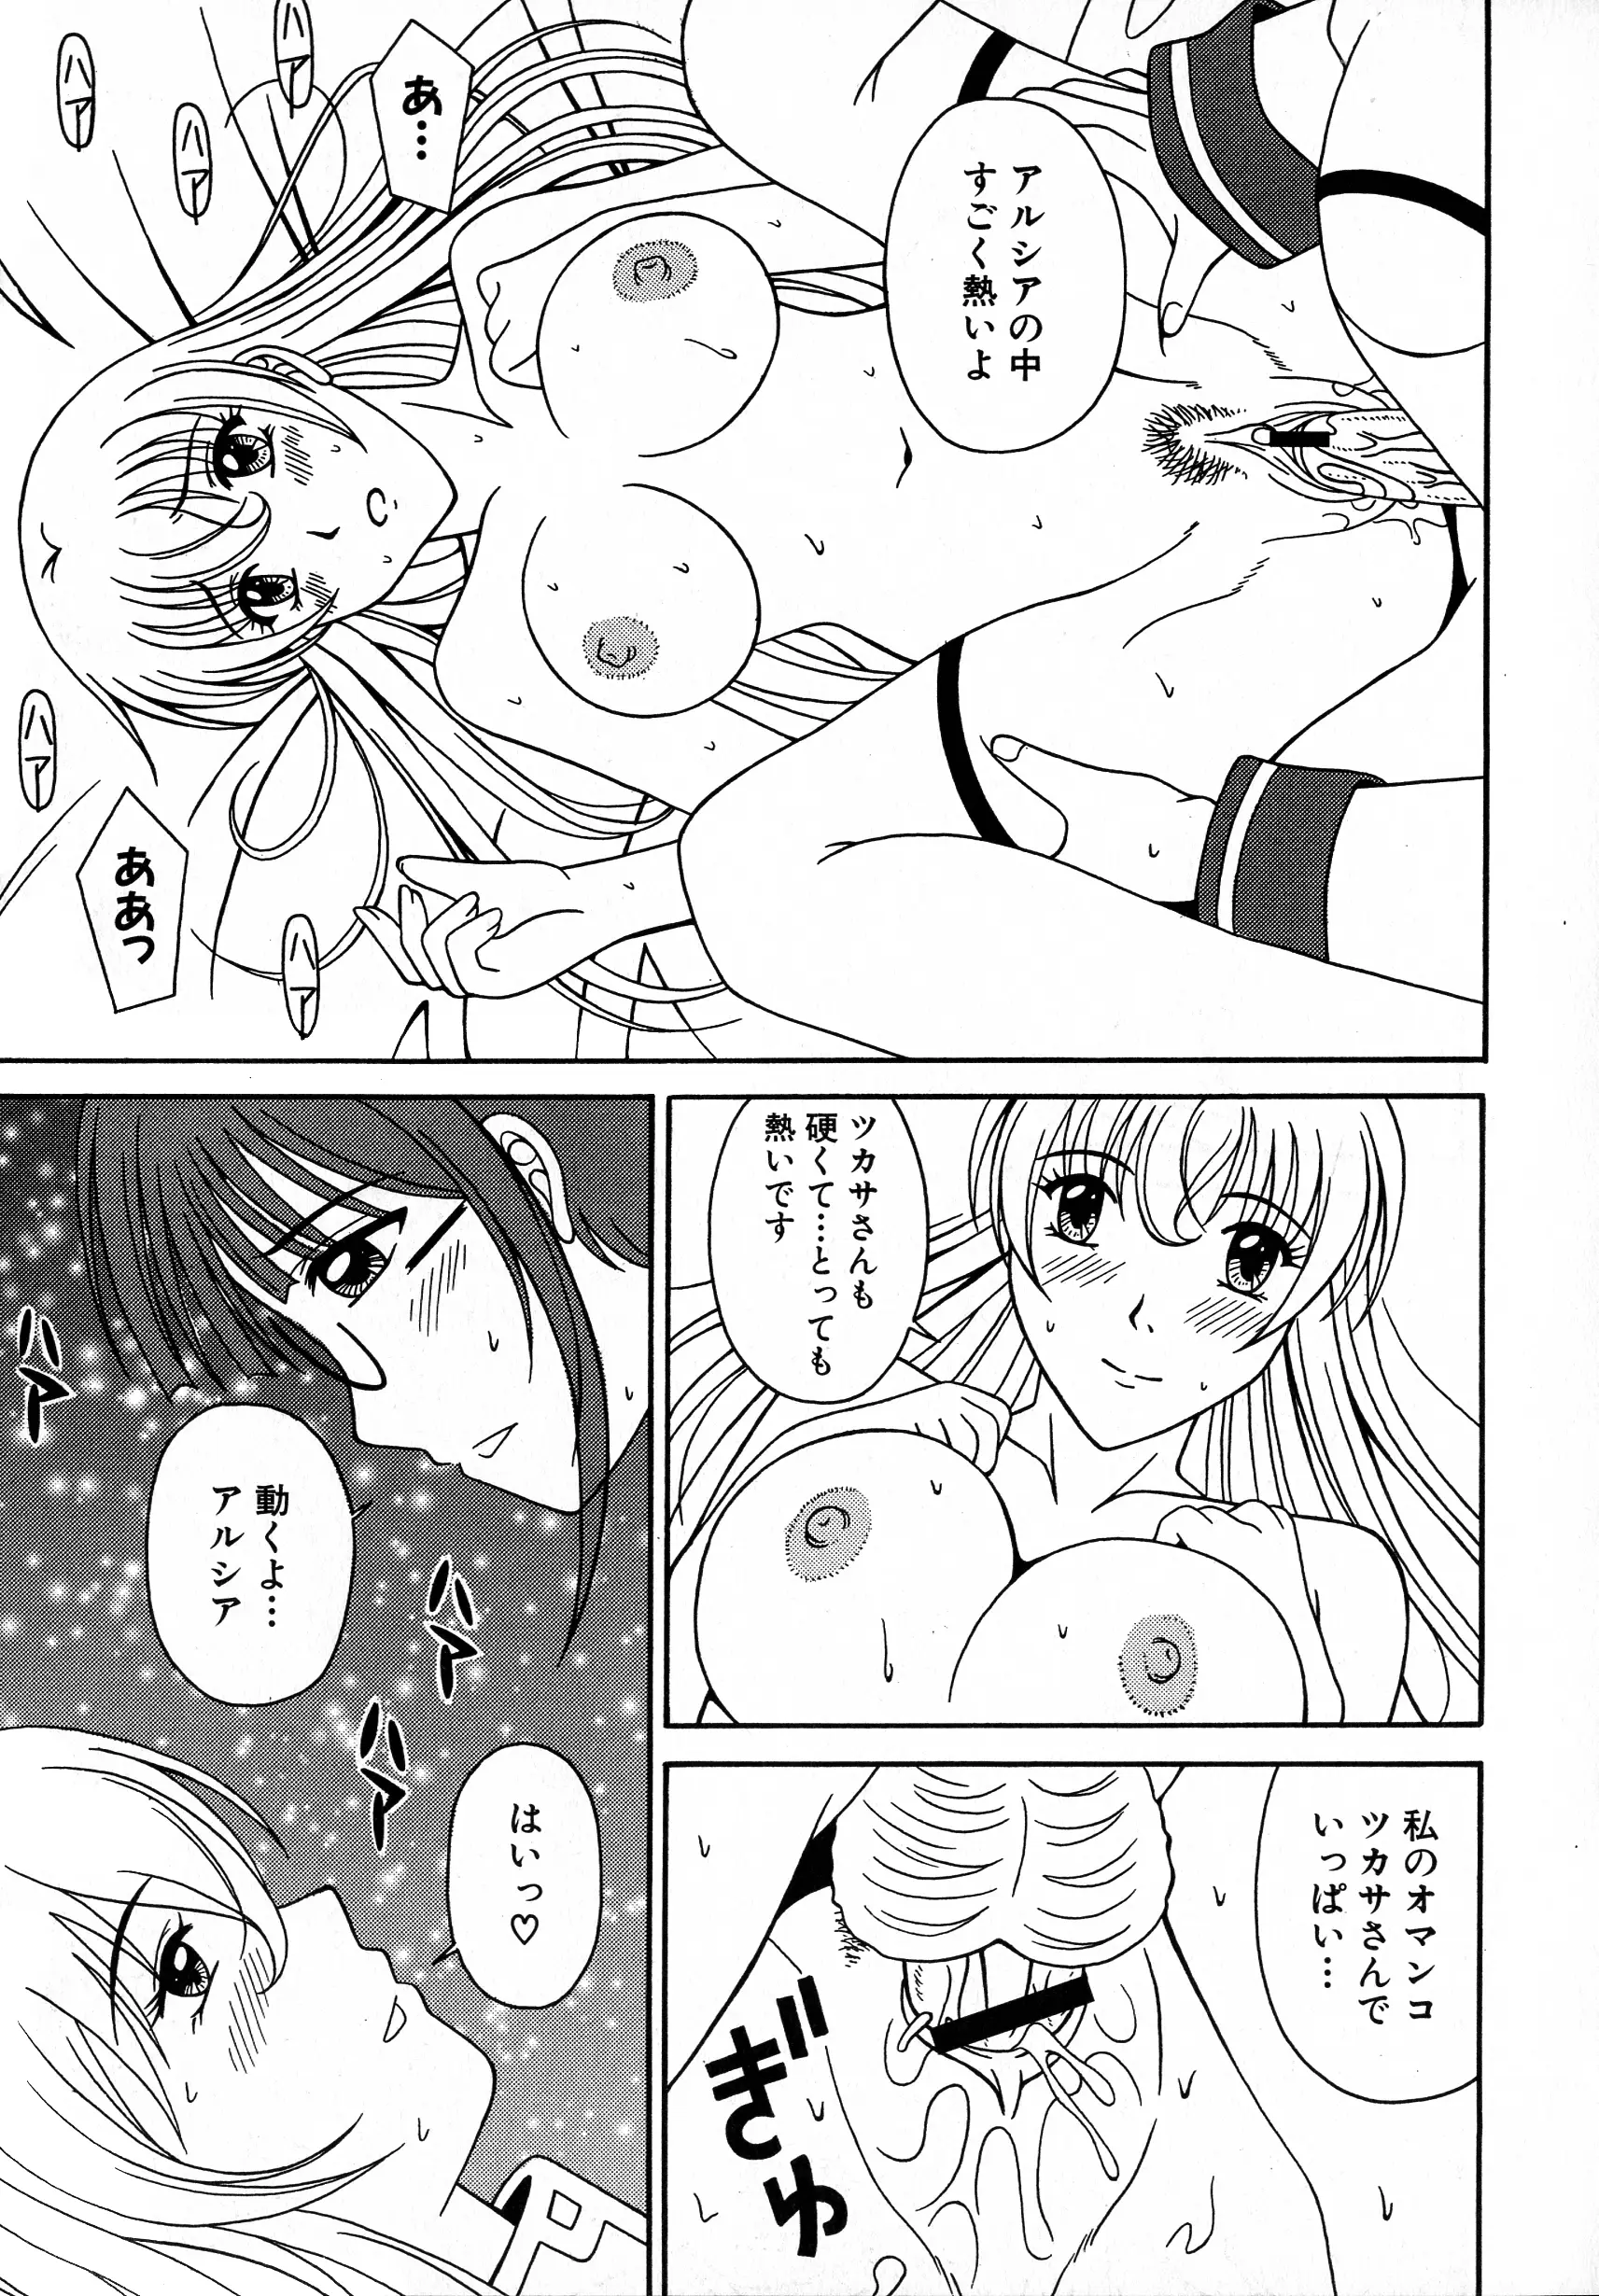 アルシアの中
すごく熱いよ
あ…
ハァ
ハァ
ハァ
ハァ
ああっ
ハァ
ツカサさんも
硬くて…とっても
熱いです
私のオマンコ
ツカサさんで
いっぱい…
ぎゅ
動くよ…
アルシア
ハァ
ハァ
ハァ
はいっ♡